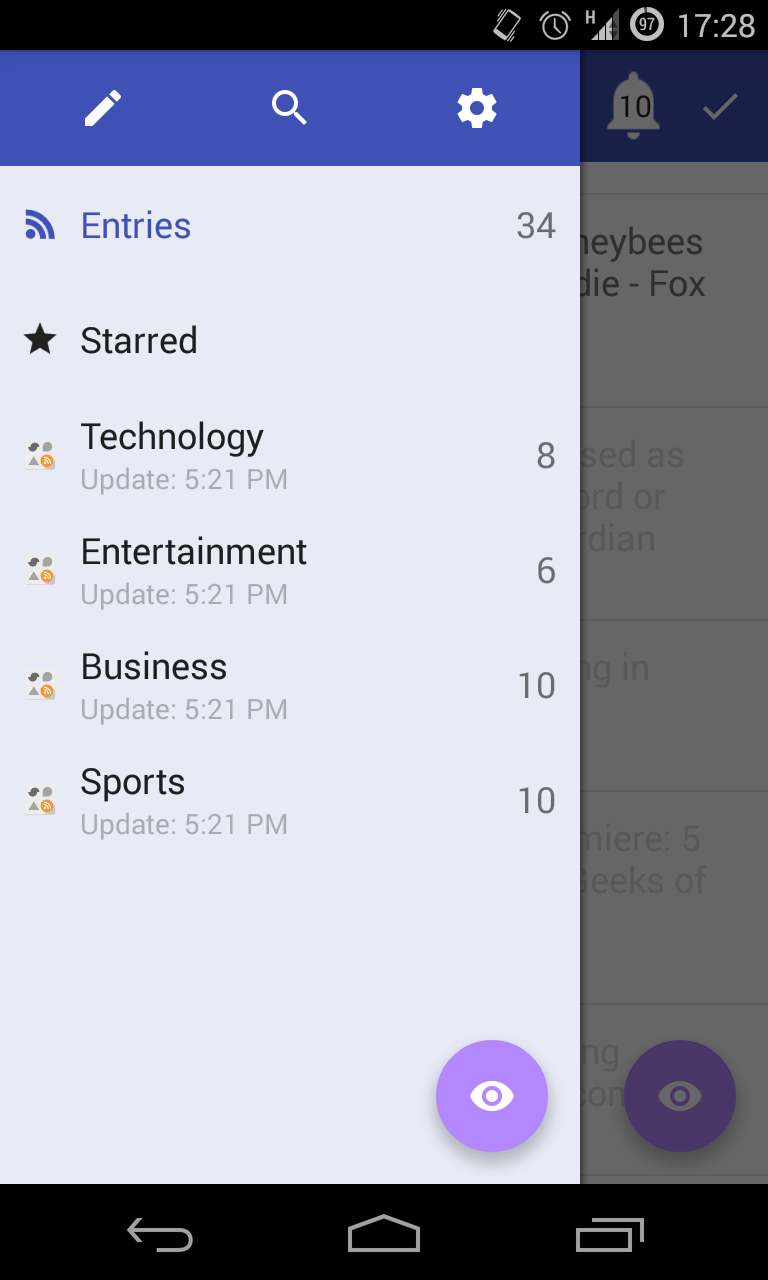 H 97 17:28
10
Entries 34
Starred
Technology 8
Update: 5:21 PM
Entertainment 6
Update: 5:21 PM
Business 10
Update: 5:21 PM
Sports 10
Update: 5:21 PM
neybees
die - Fox
sed as
ord or
rdian
ng in
miere: 5
Geeks of
ng
con